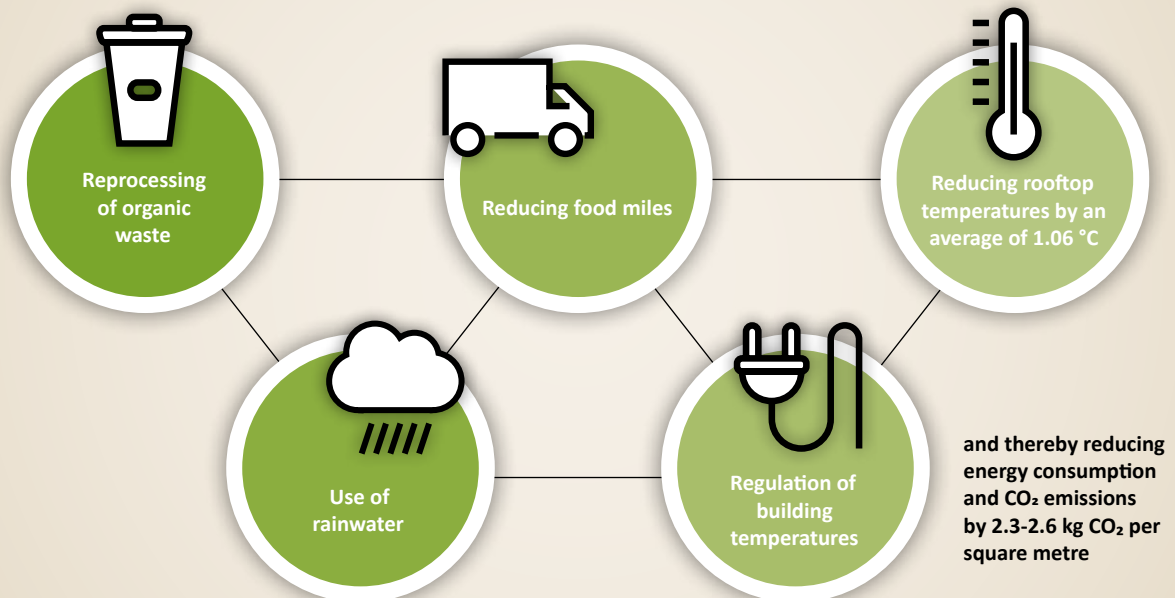 Reprocessing
of organic
waste
Reducing food miles
Reducing rooftop
temperatures by an
average of 1.06 °C
Use of
rainwater
Regulation of
building
temperatures
and thereby reducing
energy consumption
and CO₂ emissions
by 2.3-2.6 kg CO₂ per
square metre